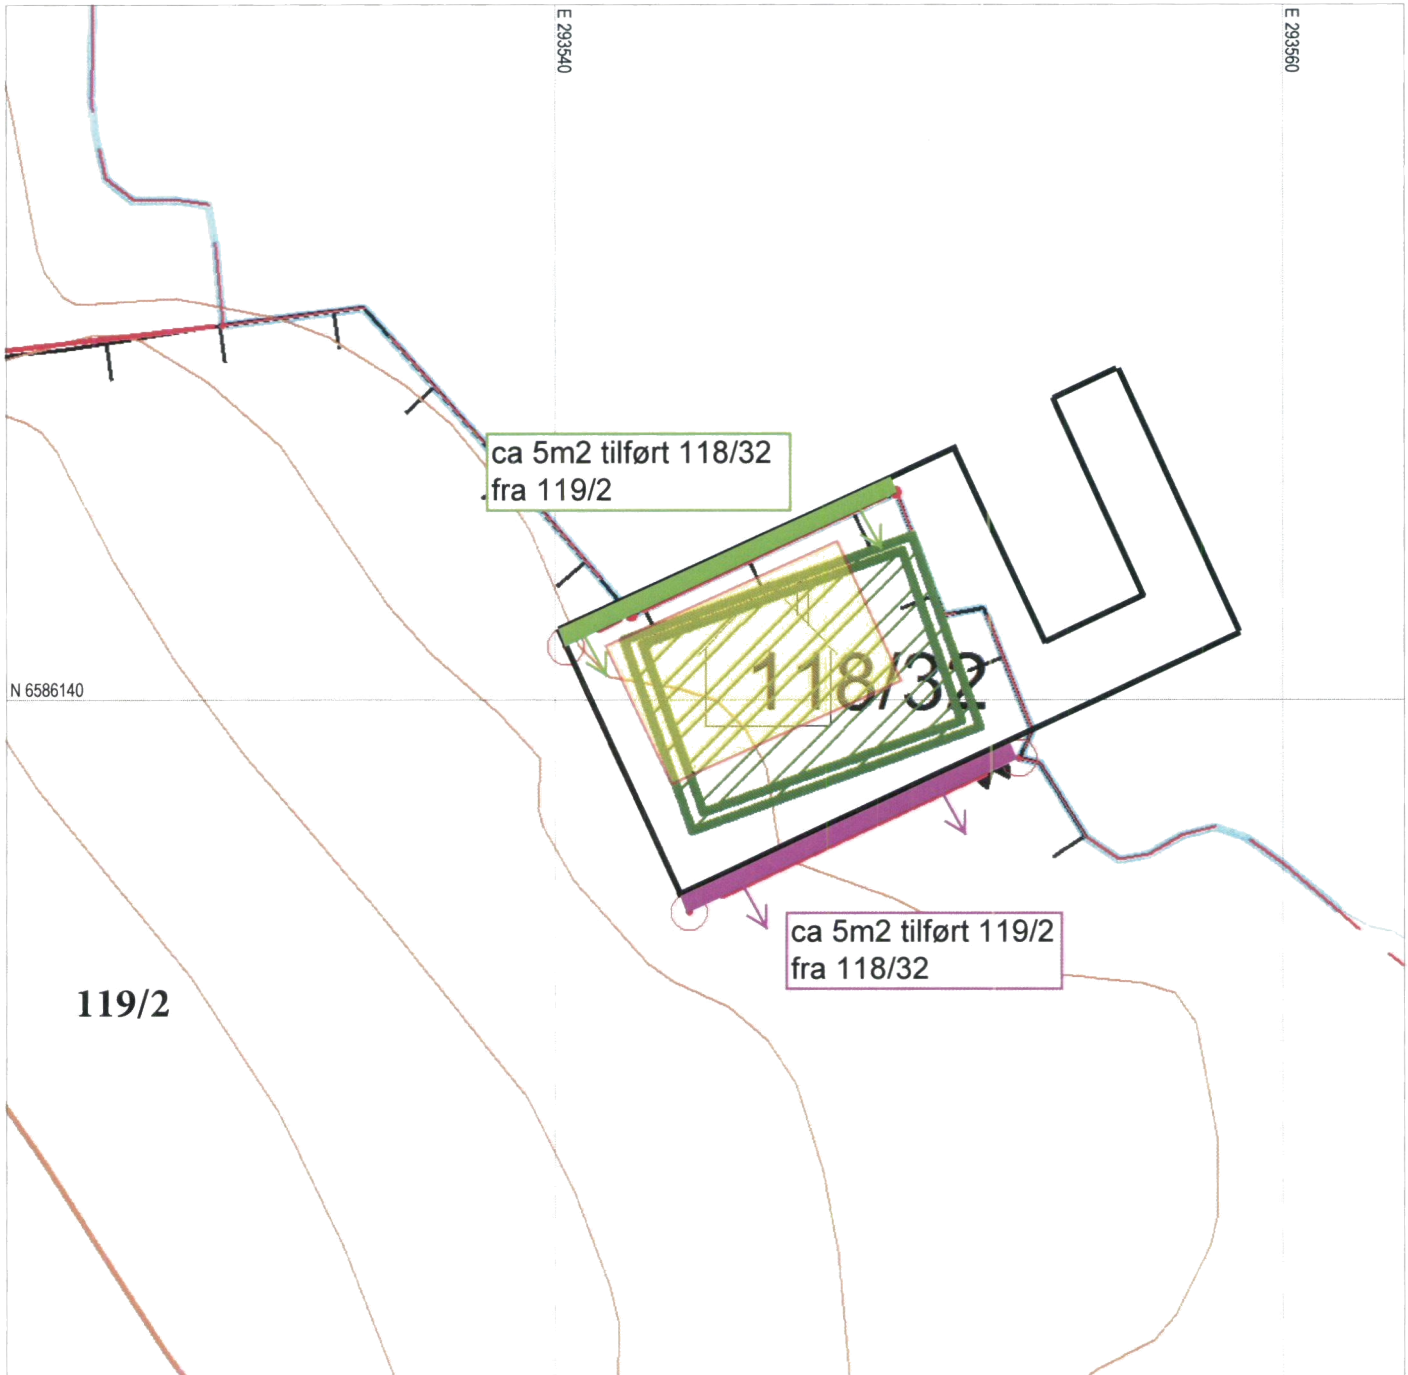 E 293540
E 293560
ca 5m2 tilført 118/32
fra 119/2
118/32
N 6586140
ca 5m2 tilført 119/2
fra 118/32
119/2